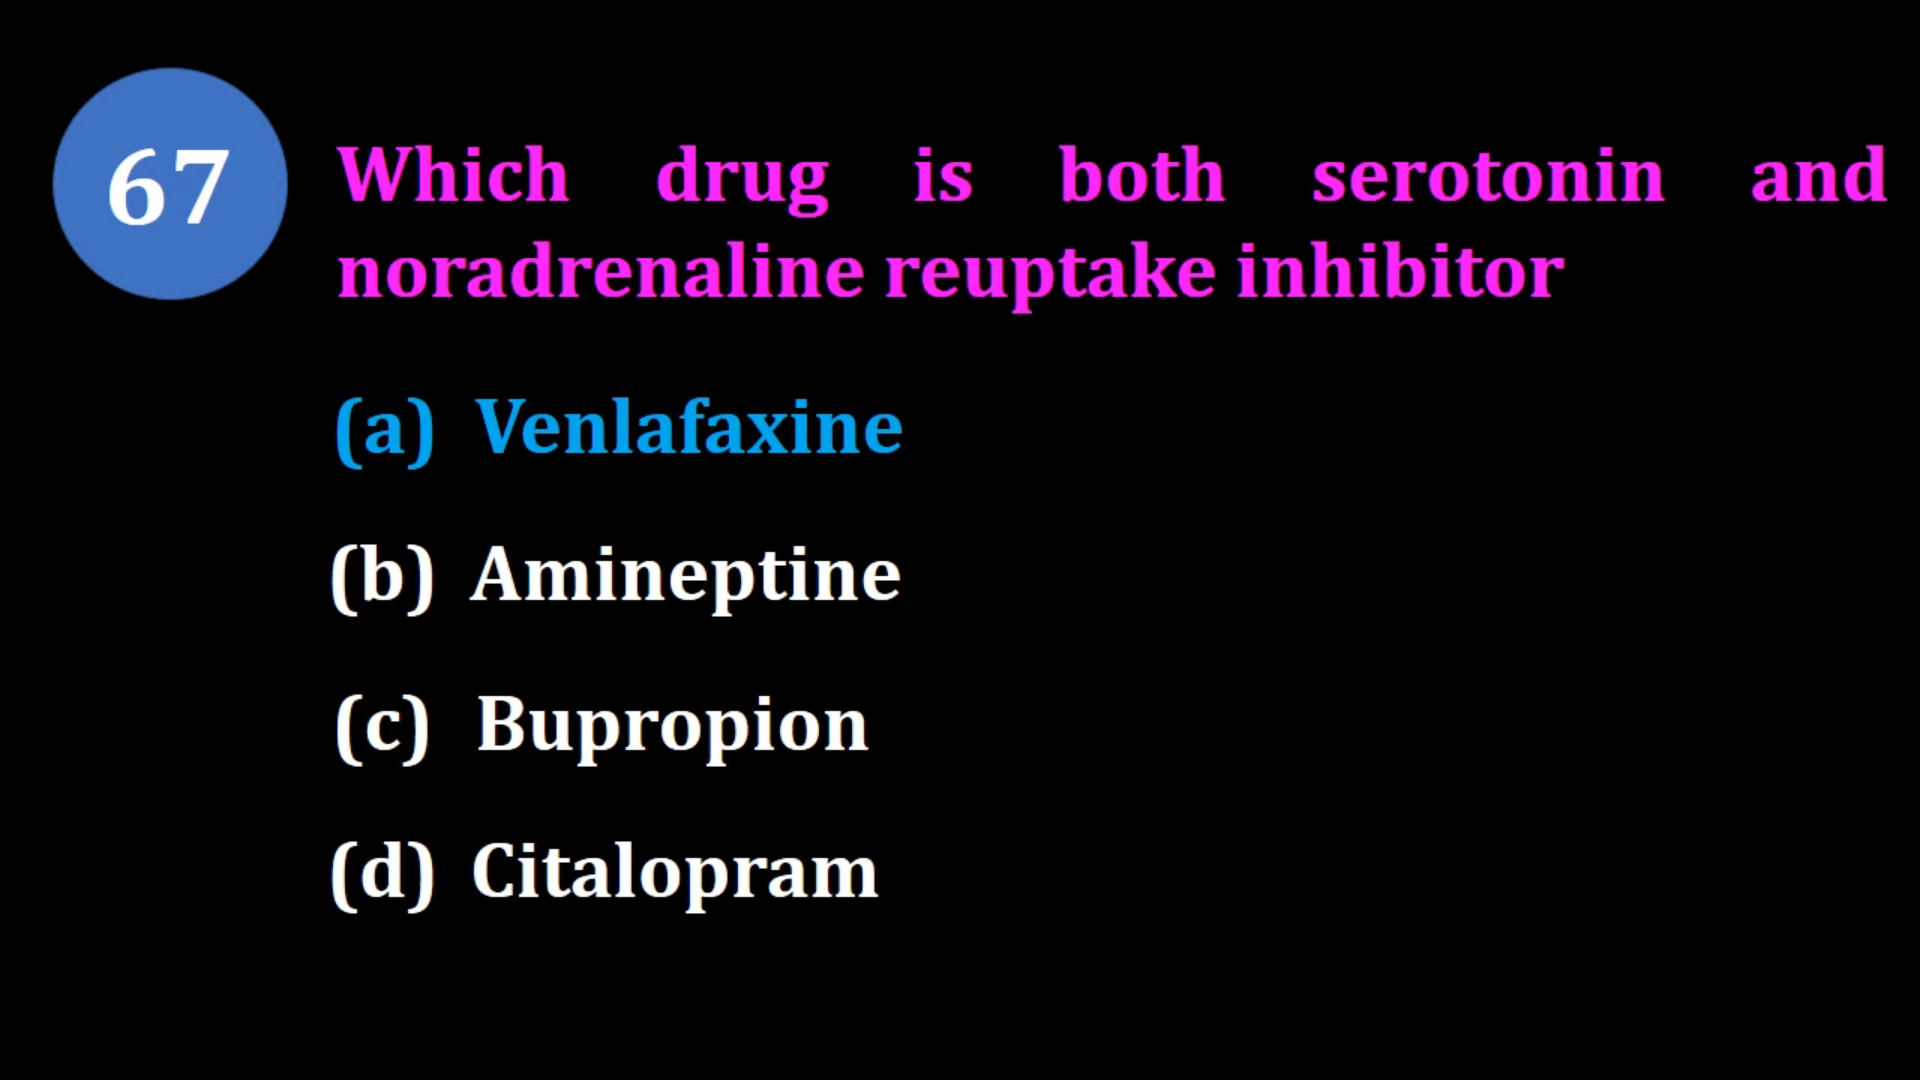 67
Which drug is both serotonin and
noradrenaline reuptake inhibitor
(a) Venlafaxine
(b) Amineptine
(c) Bupropion
(d) Citalopram